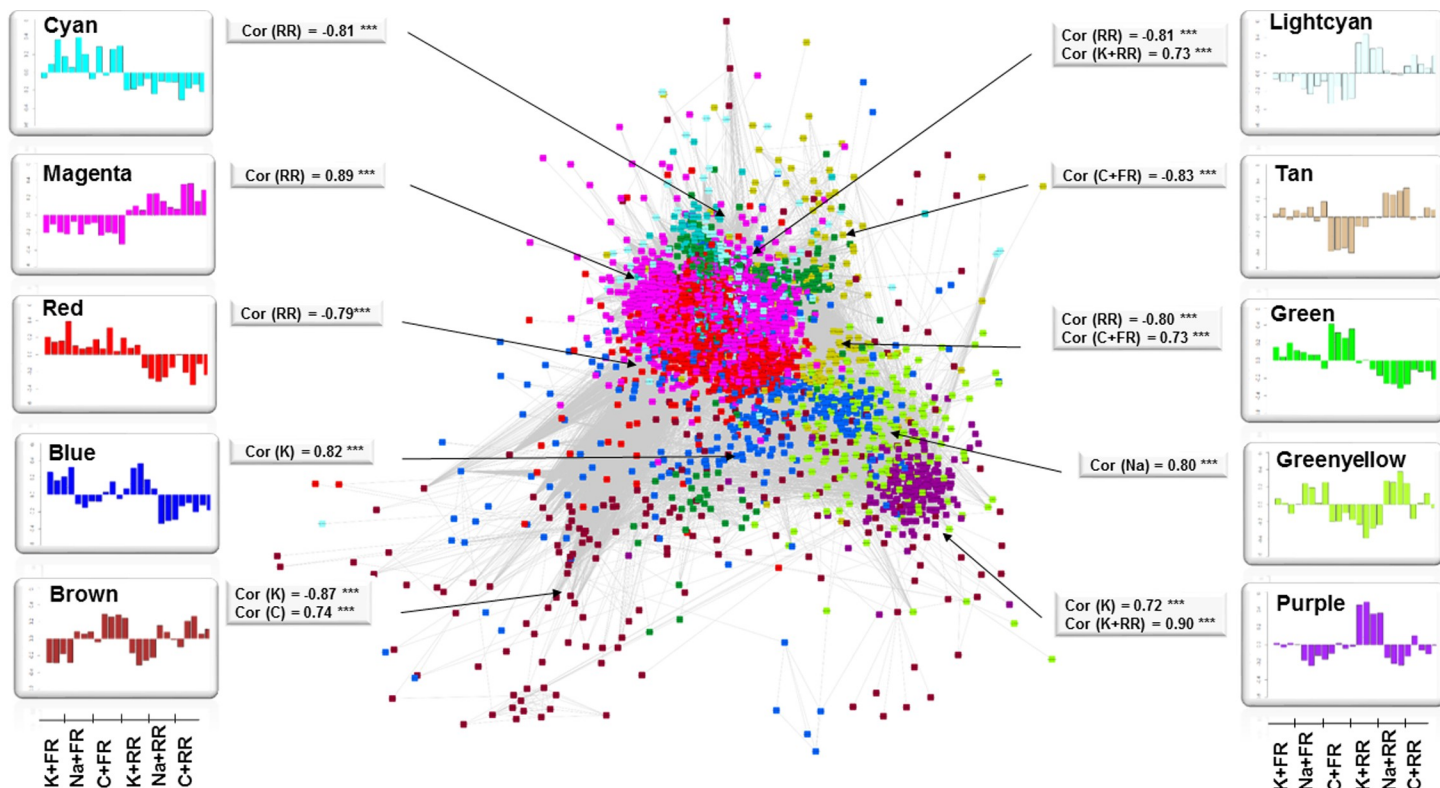 Cyan
Cor (RR) = -0.81 ***
Magenta
Cor (RR) = 0.89 ***
Red
Cor (RR) = -0.79***
Blue
Cor (K) = 0.82 ***
Brown
Cor (K) = -0.87 ***
Cor (C) = 0.74 ***
K+FR
Na+FR
C+FR
K+RR
Na+RR
C+RR
Lightcyan
Cor (RR) = -0.81 ***
Cor (K+RR) = 0.73 ***
Tan
Cor (C+FR) = -0.83 ***
Green
Cor (RR) = -0.80 ***
Cor (C+FR) = 0.73 ***
Greenyellow
Cor (Na) = 0.80 ***
Purple
Cor (K) = 0.72 ***
Cor (K+RR) = 0.90 ***
K+FR
Na+FR
C+FR
K+RR
Na+RR
C+RR